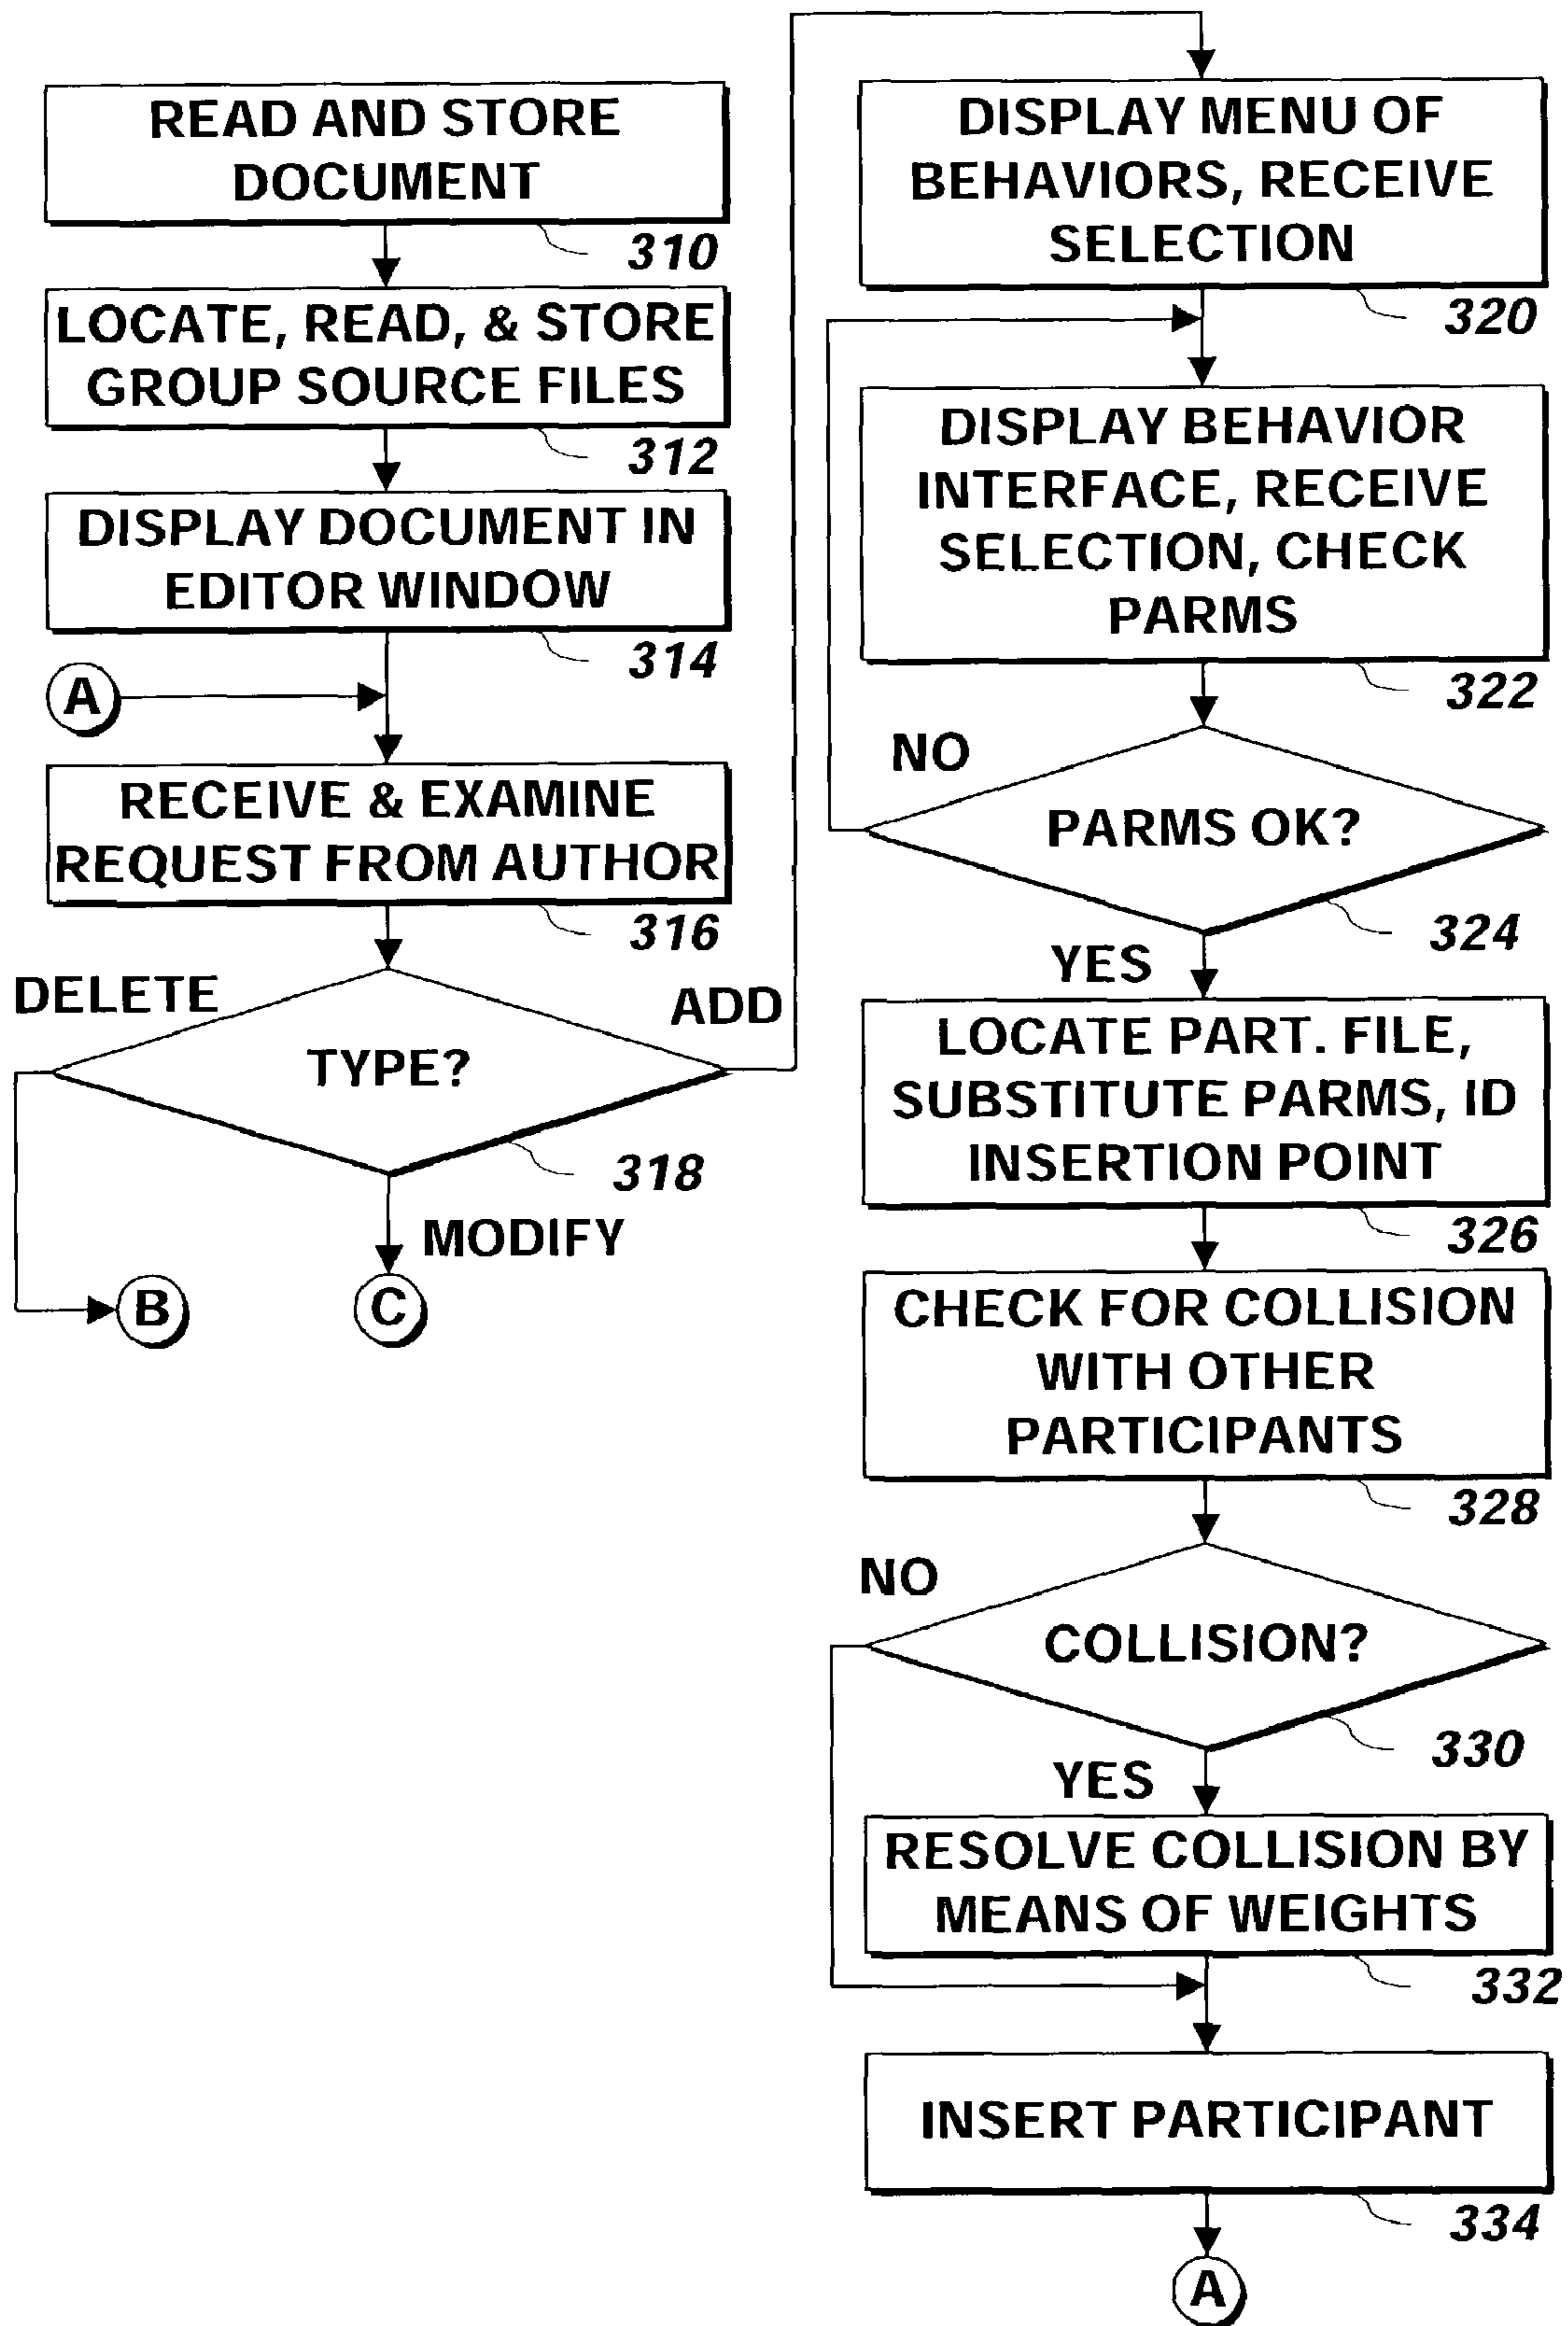 READ AND STORE
DOCUMENT
310
LOCATE, READ, & STORE
GROUP SOURCE FILES
312
DISPLAY DOCUMENT IN
EDITOR WINDOW
314
A
RECEIVE & EXAMINE
REQUEST FROM AUTHOR
316
DELETE
ADD
TYPE?
318
MODIFY
B
C
DISPLAY MENU OF
BEHAVIORS, RECEIVE
SELECTION
320
DISPLAY BEHAVIOR
INTERFACE, RECEIVE
SELECTION, CHECK
PARMS
322
NO
PARMS OK?
324
YES
LOCATE PART. FILE,
SUBSTITUTE PARMS, ID
INSERTION POINT
326
CHECK FOR COLLISION
WITH OTHER
PARTICIPANTS
328
NO
COLLISION?
330
YES
RESOLVE COLLISION BY
MEANS OF WEIGHTS
332
INSERT PARTICIPANT
334
A